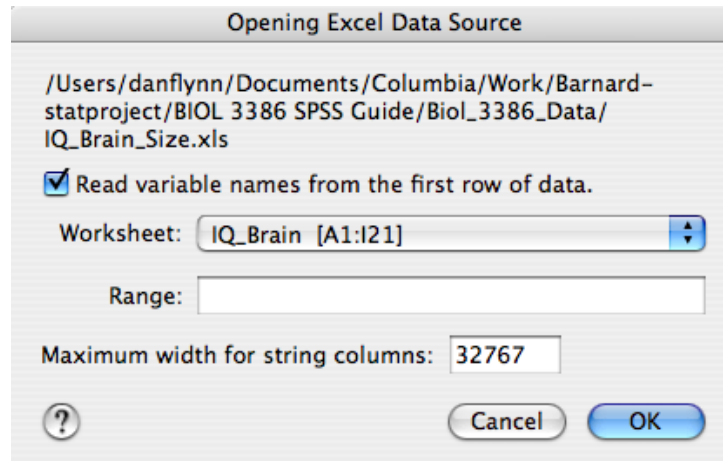 Opening Excel Data Source
/Users/danflynn/Documents/Columbia/Work/Barnard-
statproject/BIOL 3386 SPSS Guide/Biol_3386_Data/
IQ_Brain_Size.xls
Read variable names from the first row of data.
Worksheet: IQ_Brain [A1:I21]
Range:
Maximum width for string columns: 32767
? Cancel OK